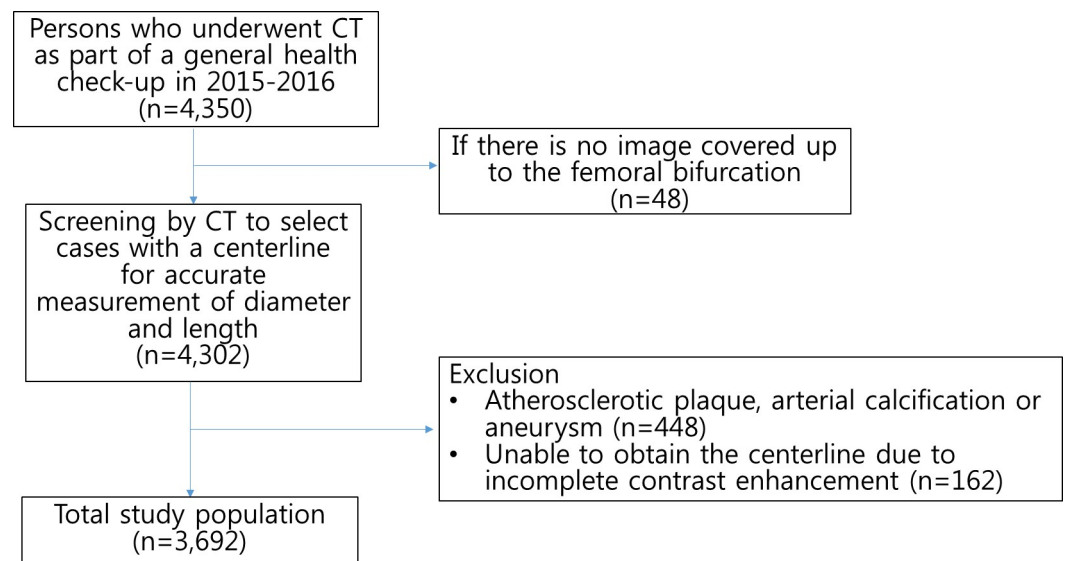 Persons who underwent CT
as part of a general health
check-up in 2015-2016
(n=4,350)
If there is no image covered up
to the femoral bifurcation
(n=48)
Screening by CT to select
cases with a centerline
for accurate
measurement of diameter
and length
(n=4,302)
Exclusion
• Atherosclerotic plaque, arterial calcification or
aneurysm (n=448)
• Unable to obtain the centerline due to
incomplete contrast enhancement (n=162)
Total study population
(n=3,692)